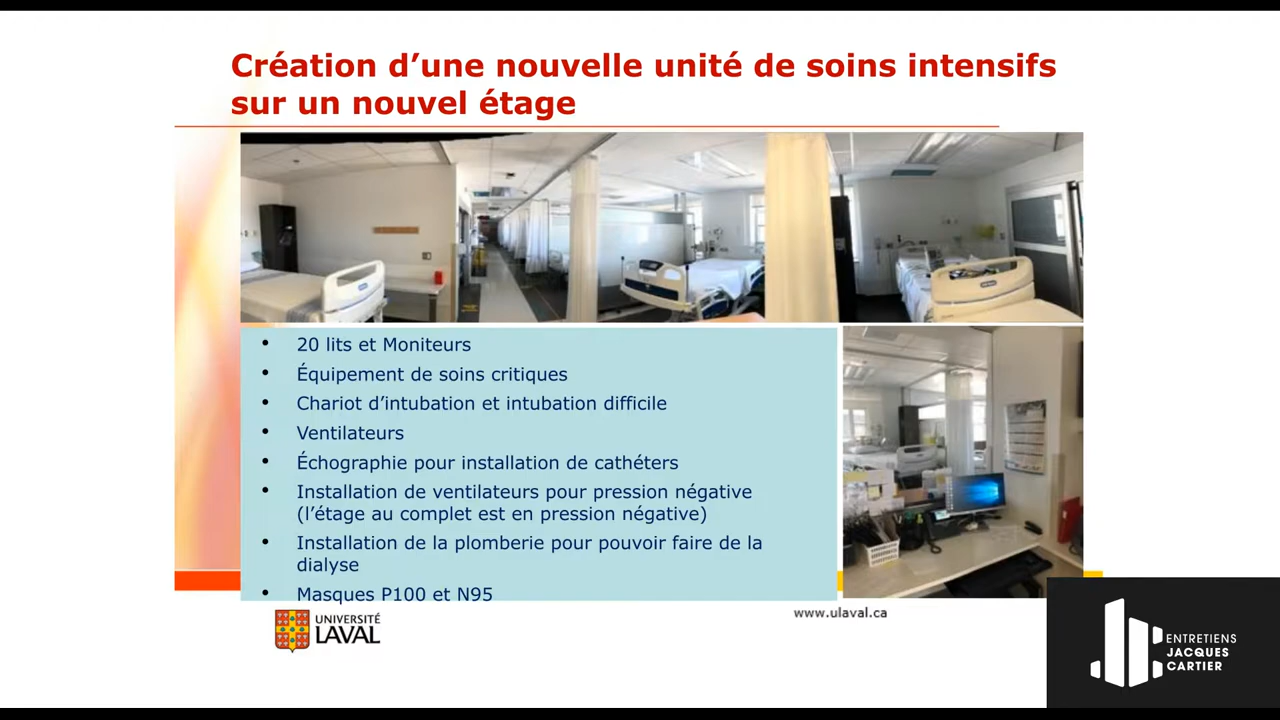 Création d’une nouvelle unité de soins intensifs
sur un nouvel étage
• 20 lits et Moniteurs
• Équipement de soins critiques
• Chariot d’intubation et intubation difficile
• Ventilateurs
• Échographie pour installation de cathéters
• Installation de ventilateurs pour pression négative
(l’étage au complet est en pression négative)
• Installation de la plomberie pour pouvoir faire de la
dialyse
• Masques P100 et N95
UNIVERSITÉ
LAVAL
www.ulaval.ca
ENTRETIENS
JACQUES
CARTIER